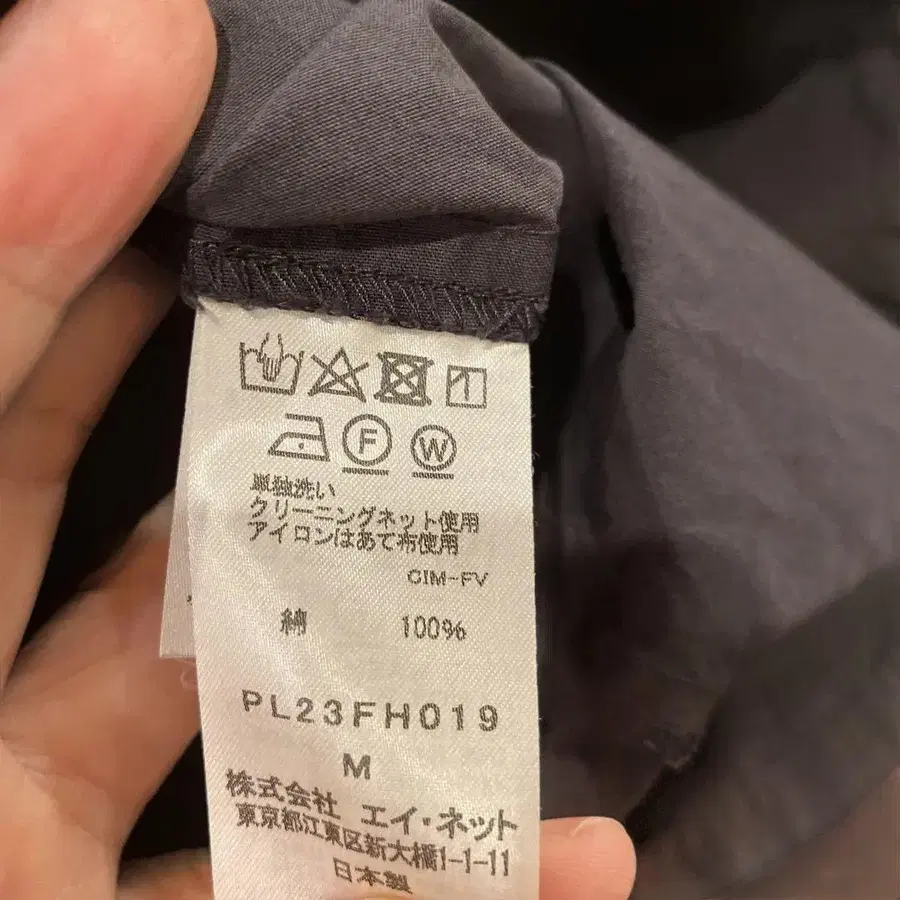 F W
単独洗い
クリーニングネット使用
アイロンはあて布使用
CIM-FV
綿 100%
PL23FH019
M
株式会社 エイ・ネット
東京都江東区新大橋1-1-11
日本製